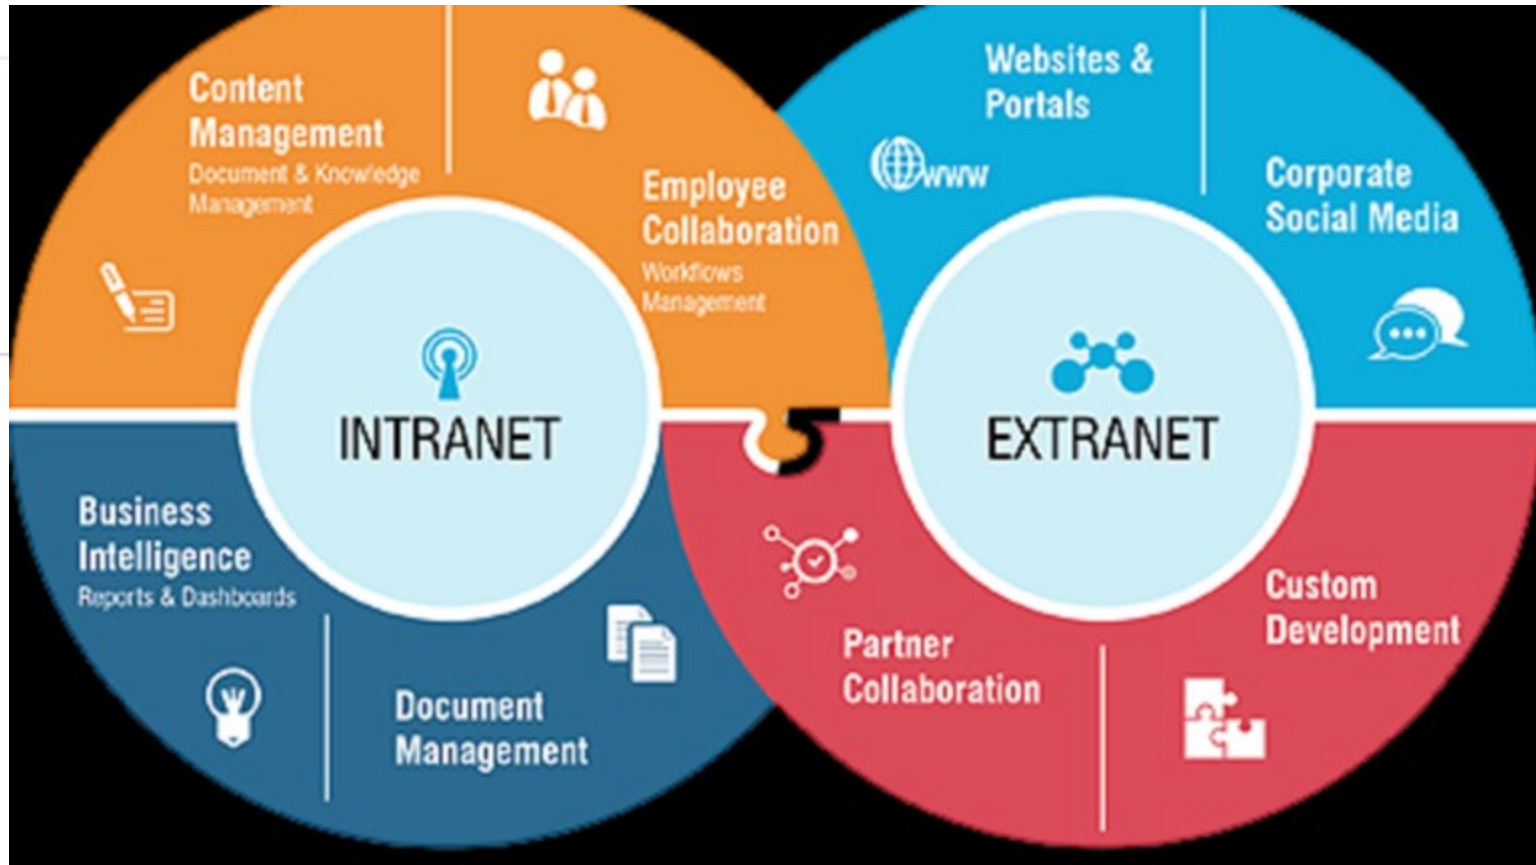 Content
Management
Document & Knowledge
Management
Employee
Collaboration
Workflows
Management
INTRANET
Business
Intelligence
Reports & Dashboards
Document
Management
Websites &
Portals
www
Corporate
Social Media
EXTRANET
Partner
Collaboration
Custom
Development